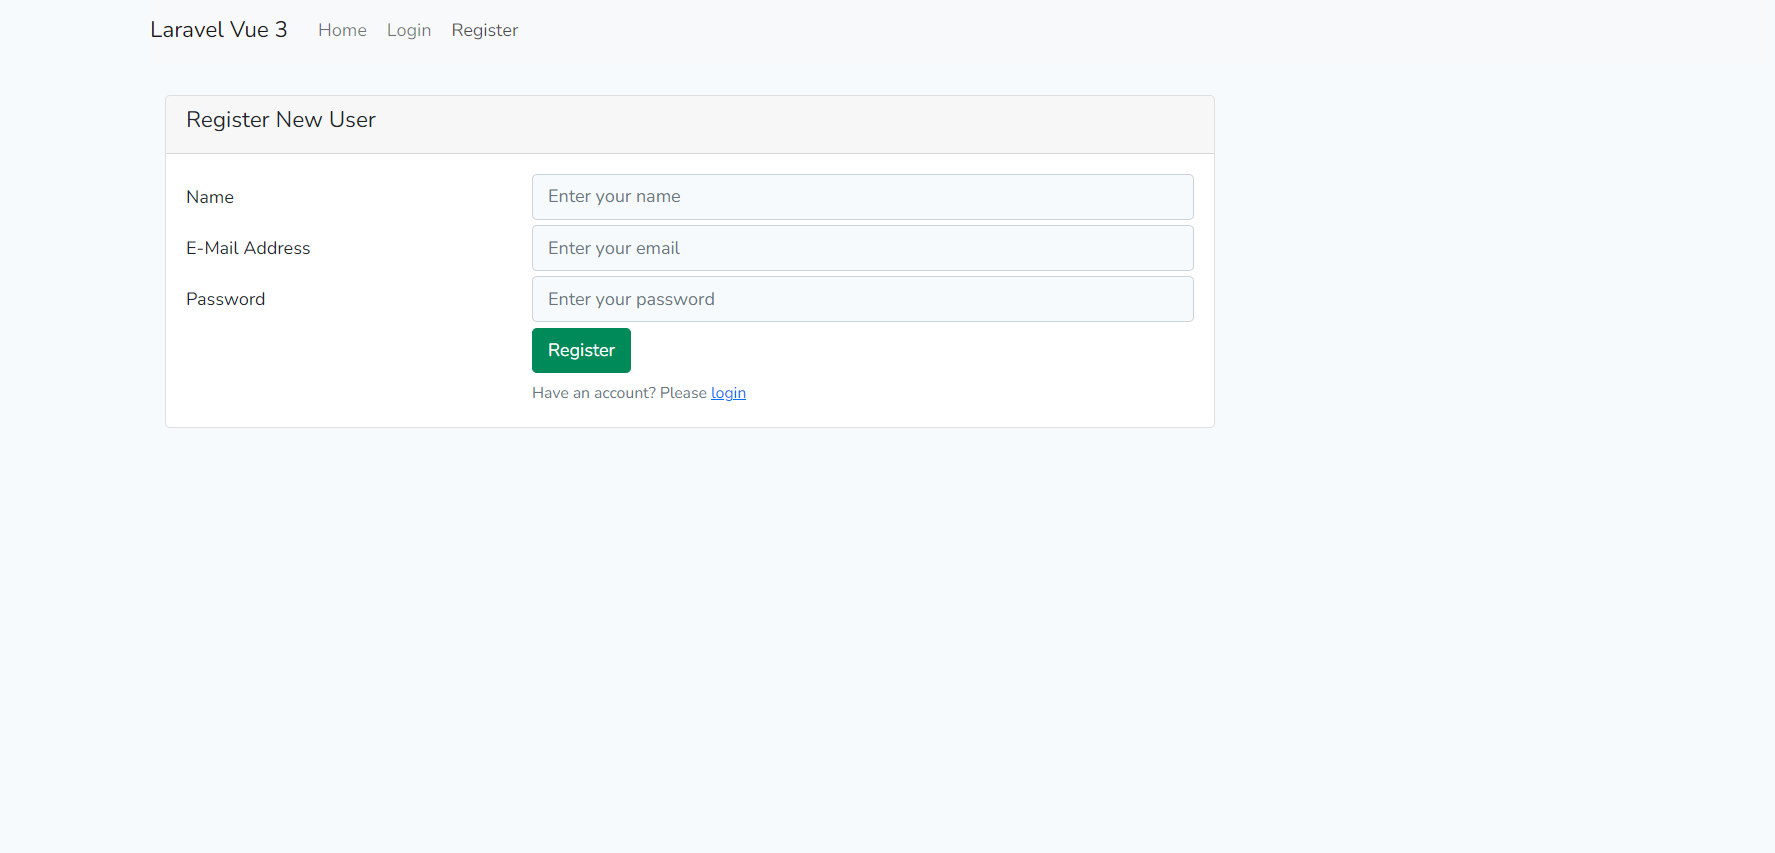 Laravel Vue 3 Home Login Register
Register New User
Name Enter your name
E-Mail Address Enter your email
Password Enter your password
Register
Have an account? Please login